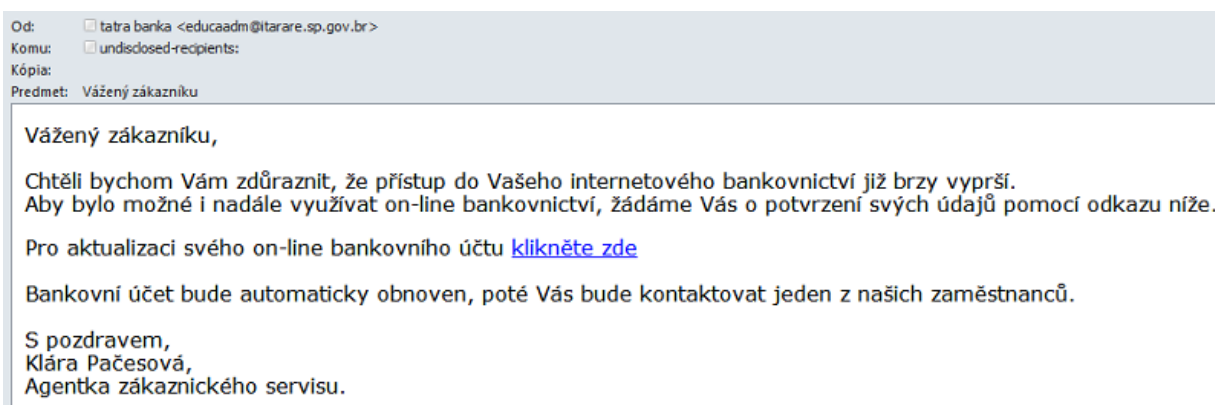 Od: tatra banka <educaadm@itarare.sp.gov.br>
Komu: undisclosed-recipients:
Kópia:
Predmet: Vážený zákazníku
Vážený zákazníku,
Chtěli bychom Vám zdůraznit, že přístup do Vašeho internetového bankovnictví již brzy vyprší.
Aby bylo možné i nadále využívat on-line bankovnictví, žádáme Vás o potvrzení svých údajů pomocí odkazu níže.
Pro aktualizaci svého on-line bankovního účtu klikněte zde
Bankovní účet bude automaticky obnoven, poté Vás bude kontaktovat jeden z našich zaměstnanců.
S pozdravem,
Klára Pačesová,
Agentka zákaznického servisu.